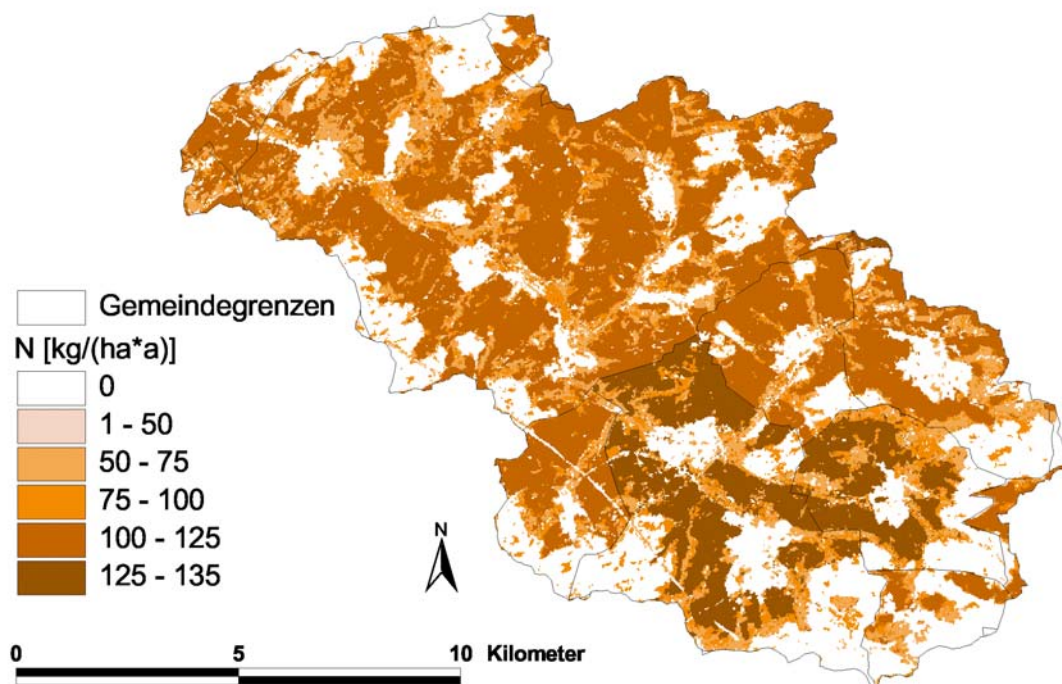 Gemeindegrenzen
N [kg/(ha*a)]
0
1 - 50
50 - 75
75 - 100
100 - 125
125 - 135
N
0 5 10 Kilometer